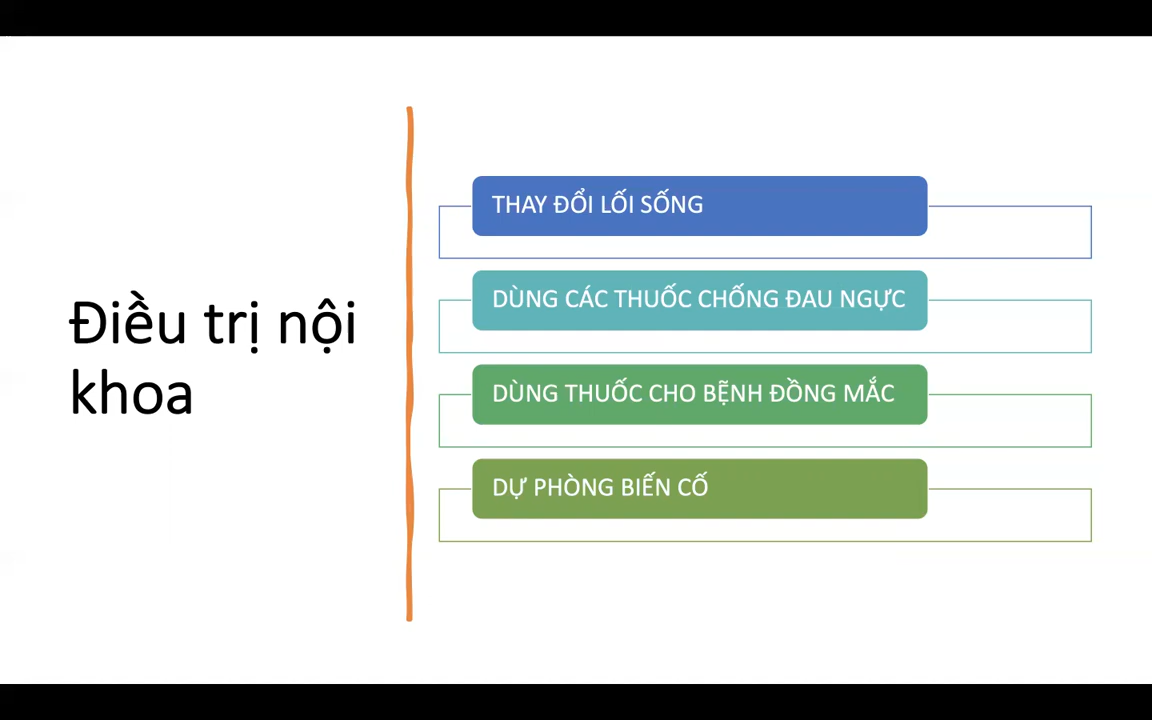 Điều trị nội
khoa
THAY ĐỔI LỐI SỐNG
DÙNG CÁC THUỐC CHỐNG ĐAU NGỰC
DÙNG THUỐC CHO BỆNH ĐỒNG MẮC
DỰ PHÒNG BIẾN CỐ